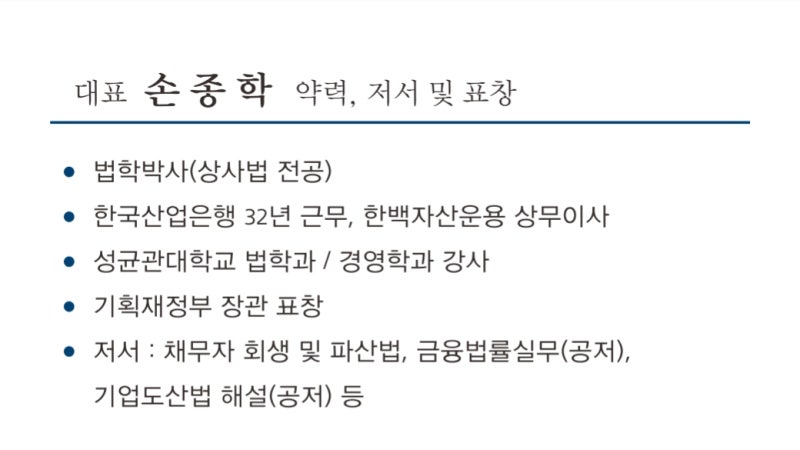 대표 손종학 약력, 저서 및 표창
● 법학박사(상사법 전공)
● 한국산업은행 32년 근무, 한백자산운용 상무이사
● 성균관대학교 법학과 / 경영학과 강사
● 기획재정부 장관 표창
● 저서 : 채무자 회생 및 파산법, 금융법률실무(공저),
기업도산법 해설(공저) 등